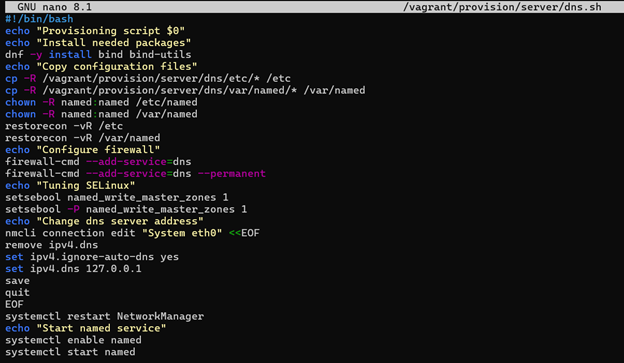 GNU nano 8.1 /vagrant/provision/server/dns.sh
#!/bin/bash
echo "Provisioning script $0"
echo "Install needed packages"
dnf -y install bind bind-utils
echo "Copy configuration files"
cp -R /vagrant/provision/server/dns/etc/* /etc
cp -R /vagrant/provision/server/dns/var/named/* /var/named
chown -R named:named /etc/named
chown -R named:named /var/named
restorecon -vR /etc
restorecon -vR /var/named
echo "Configure firewall"
firewall-cmd --add-service=dns
firewall-cmd --add-service=dns --permanent
echo "Tuning SELinux"
setsebool named_write_master_zones 1
setsebool -P named_write_master_zones 1
echo "Change dns server address"
nmcli connection edit "System eth0" <<EOF
remove ipv4.dns
set ipv4.ignore-auto-dns yes
set ipv4.dns 127.0.0.1
save
quit
EOF
systemctl restart NetworkManager
echo "Start named service"
systemctl enable named
systemctl start named